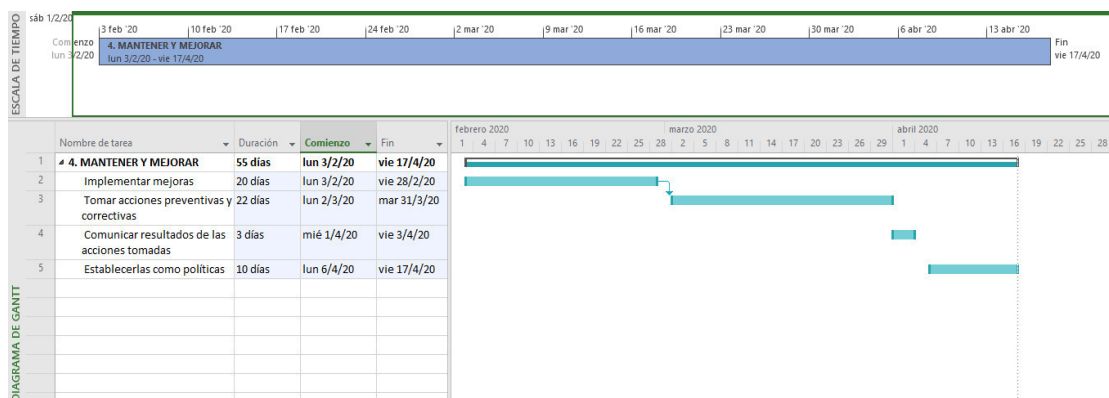 ESCALA DE TIEMPO
sáb 1/2/20
3 feb '20 10 feb '20 17 feb '20 24 feb '20 2 mar '20 9 mar '20 16 mar '20 23 mar '20 30 mar '20 6 abr '20 13 abr '20
Comienzo
lun 3/2/20
4. MANTENER Y MEJORAR
lun 3/2/20 - vie 17/4/20
Fin
vie 17/4/20
DIAGRAMA DE GANTT
Nombre de tarea Duración Comienzo Fin
febrero 2020 marzo 2020 abril 2020
1 4 7 10 13 16 19 22 25 28 2 5 8 11 14 17 20 23 26 29 1 4 7 10 13 16 19 22 25 28
1 4. MANTENER Y MEJORAR 55 días lun 3/2/20 vie 17/4/20
2 Implementar mejoras 20 días lun 3/2/20 vie 28/2/20
3 Tomar acciones preventivas y 22 días lun 2/3/20 mar 31/3/20
correctivas
4 Comunicar resultados de las 3 días mié 1/4/20 vie 3/4/20
acciones tomadas
5 Establecerlas como políticas 10 días lun 6/4/20 vie 17/4/20